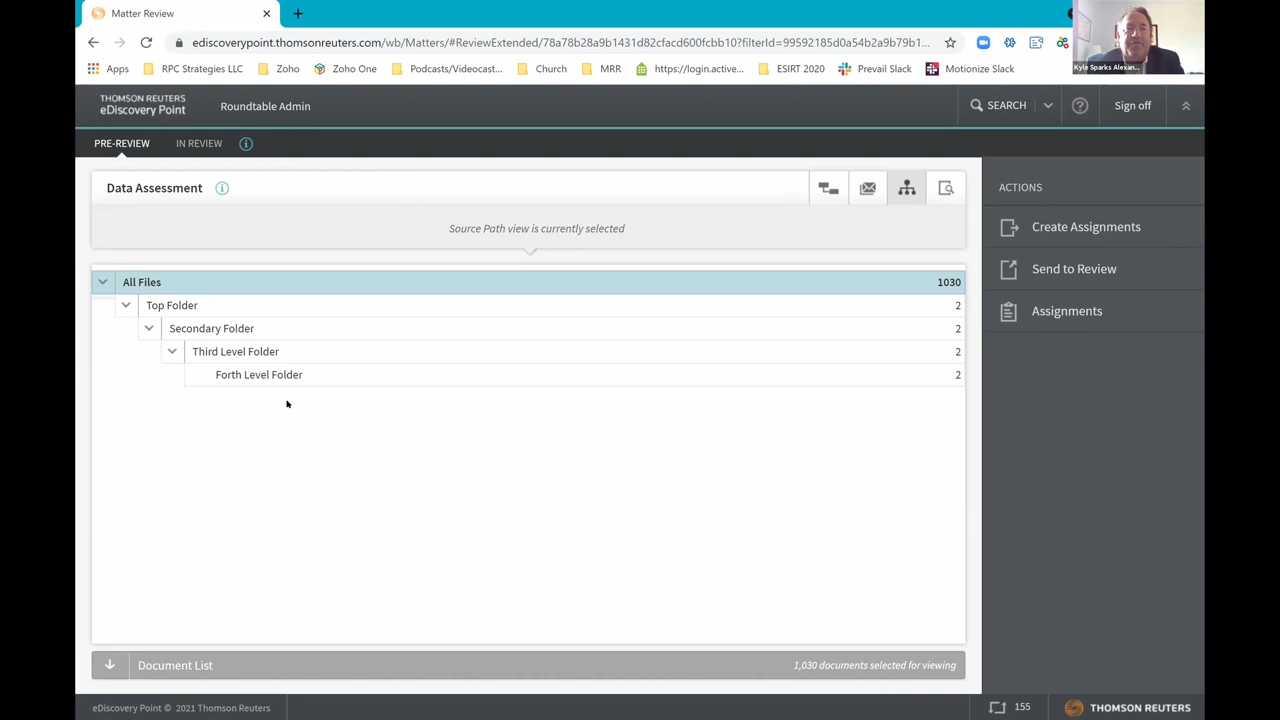 Matter Review
ediscoverypoint.thomsonreuters.com/wb/Matters/#ReviewExtended/78a78b28a9b1431d82cfacd600fcbb10?filterId=99592185d0a54b2a9b79b1...
Apps RPC Strategies LLC Zoho Zoho One Podcasts/Videocast... Church MRR https://login.active... ESIRT 2020 Prevail Slack Motionize Slack
Kyle Sparks Alexan...
THOMSON REUTERS
eDiscovery Point
Roundtable Admin
SEARCH
Sign off
PRE-REVIEW IN REVIEW
Data Assessment
Source Path view is currently selected
All Files 1030
Top Folder 2
Secondary Folder 2
Third Level Folder 2
Forth Level Folder 2
Document List 1,030 documents selected for viewing
ACTIONS
Create Assignments
Send to Review
Assignments
eDiscovery Point © 2021 Thomson Reuters
155
THOMSON REUTERS